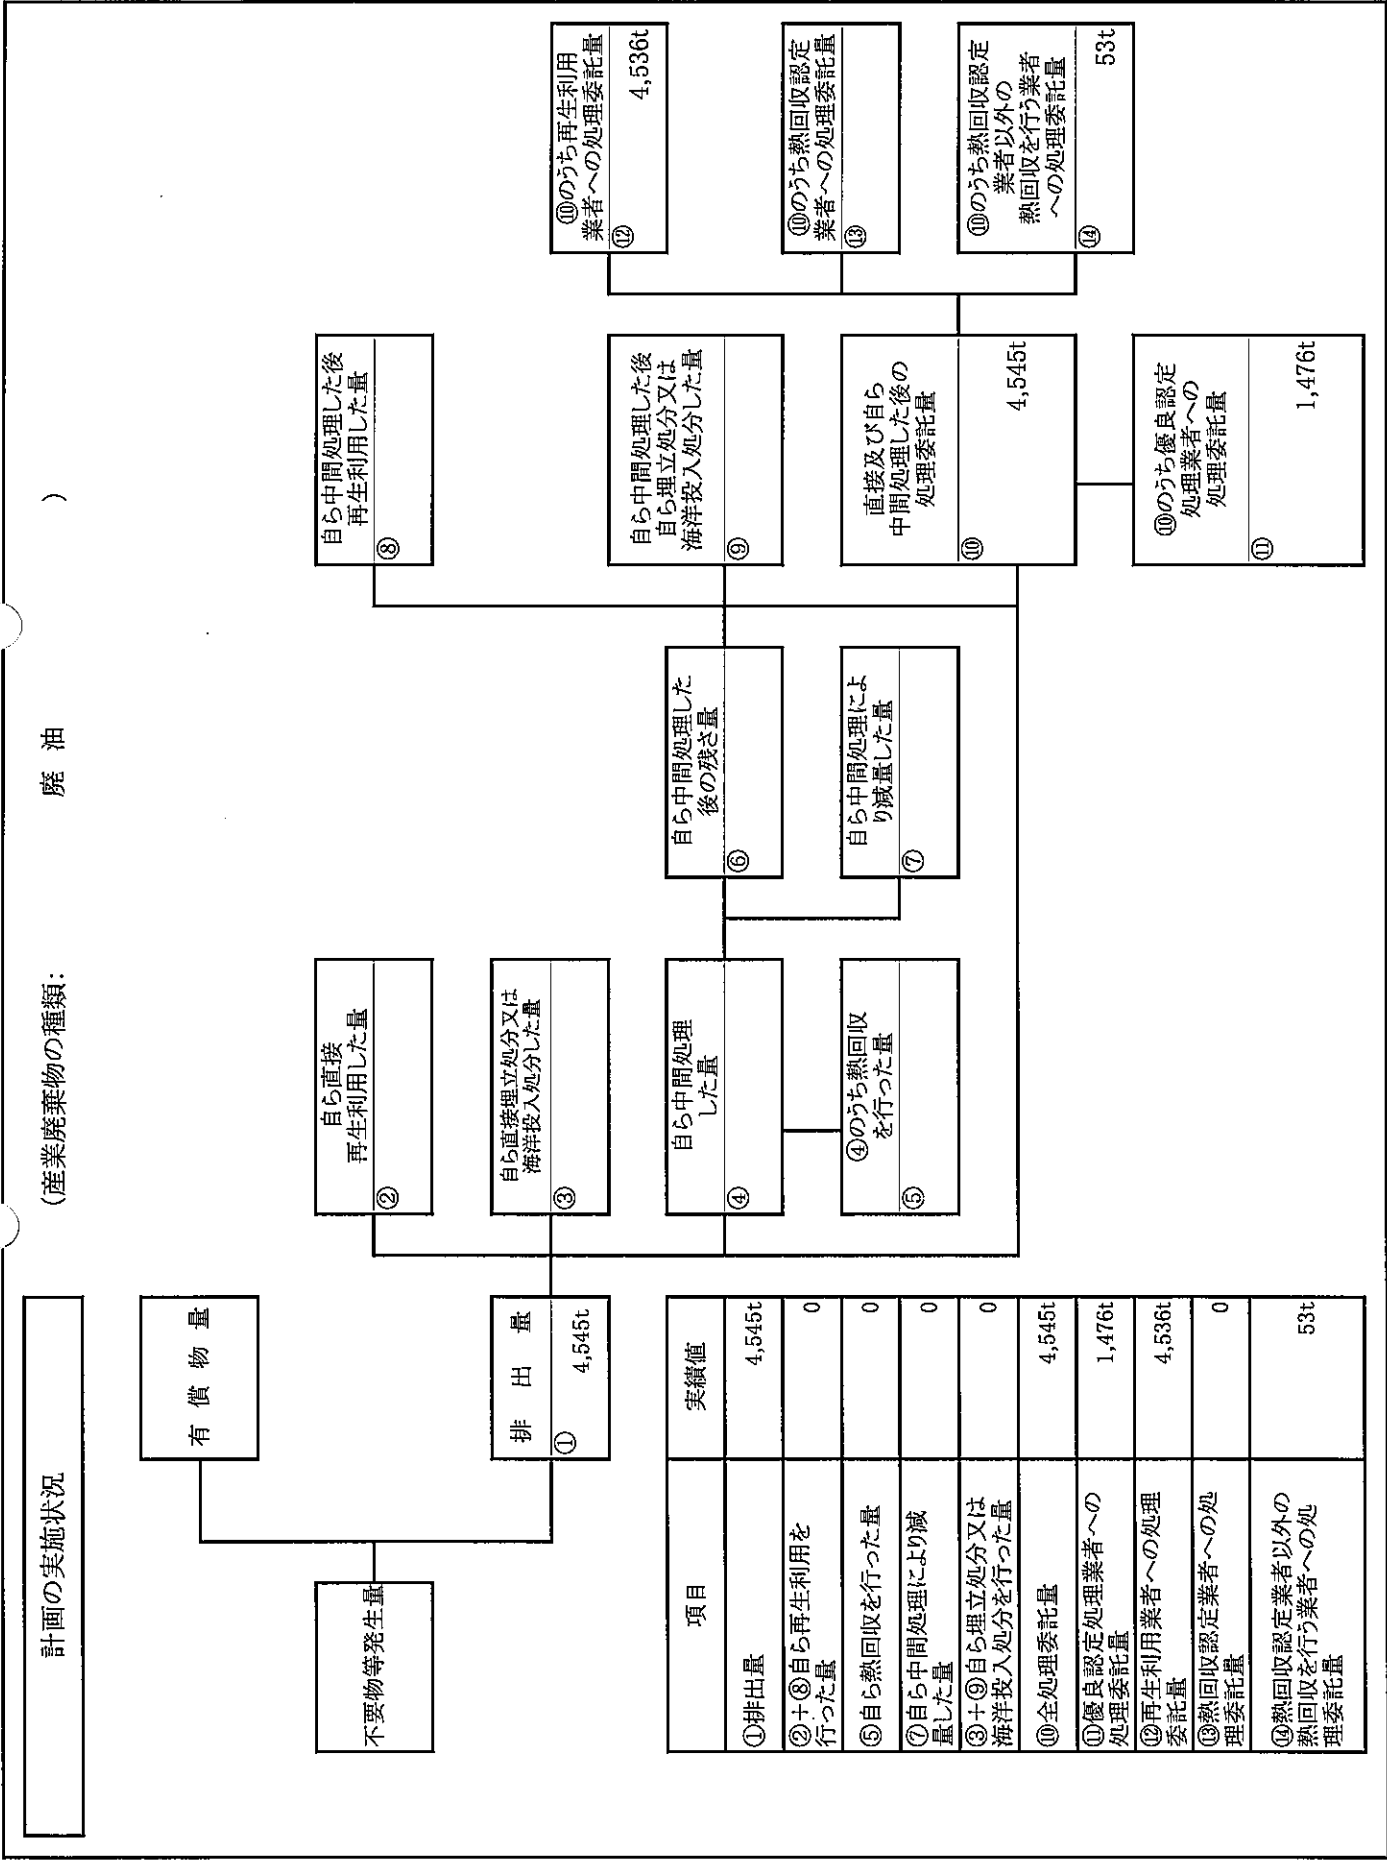 計画の実施状況
(産業廃棄物の種類： 廃 油 )
不要物等発生量
有 償 物 量
排 出 量
① 4,545t
自ら直接
再生利用した量
②
自ら直接埋立処分又は
海洋投入処分した量
③
自ら中間処理
した量
④
④のうち熱回収
を行った量
⑤
自ら中間処理した
後の残さ量
⑥
自ら中間処理によ
り減量した量
⑦
自ら中間処理した後
再生利用した量
⑧
自ら中間処理した後
自ら埋立処分又は
海洋投入処分した量
⑨
直接及び自ら
中間処理した後の
処理委託量
⑩ 4,545t
⑩のうち優良認定
処理業者への
処理委託量
⑪ 1,476t
⑩のうち再生利用
業者への処理委託量
⑫ 4,536t
⑩のうち熱回収認定
業者への処理委託量
⑬
⑩のうち熱回収認定
業者以外の
熱回収を行う業者
への処理委託量
⑭ 53t
項目 実績値
①排出量 4,545t
②＋⑧自ら再生利用を
行った量 0
⑤自ら熱回収を行った量 0
⑦自ら中間処理により減
量した量 0
③＋⑨自ら埋立処分又は
海洋投入処分を行った量 0
⑩全処理委託量 4,545t
⑪優良認定処理業者への
処理委託量 1,476t
⑫再生利用業者への処理
委託量 4,536t
⑬熱回収認定業者への処
理委託量 0
⑭熱回収認定業者以外の
熱回収を行う業者への処
理委託量 53t